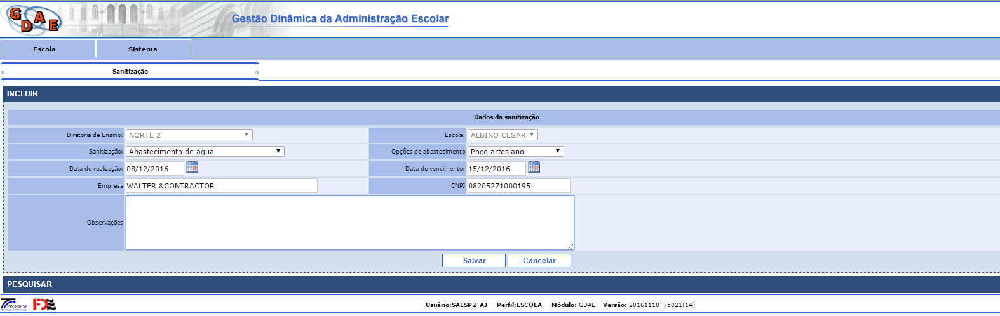 GDAE Gestão Dinâmica da Administração Escolar
Escola Sistema
Sanitização
INCLUIR
Dados da sanitização
Diretoria de Ensino: NORTE 2 Escola: ALBINO CESAR
Sanitização: Abastecimento de água Opções de abastecimento Poço artesiano
Data de realização: 08/12/2016 Data de vencimento: 15/12/2016
Empresa WALTER &CONTRACTOR CNPJ 08205271000195
Observações
Salvar Cancelar
PESQUISAR
PRODESP FDE Usuário:SAESP2_AJ Perfil:ESCOLA Módulo: GDAE Versão: 20161118_75021(14)